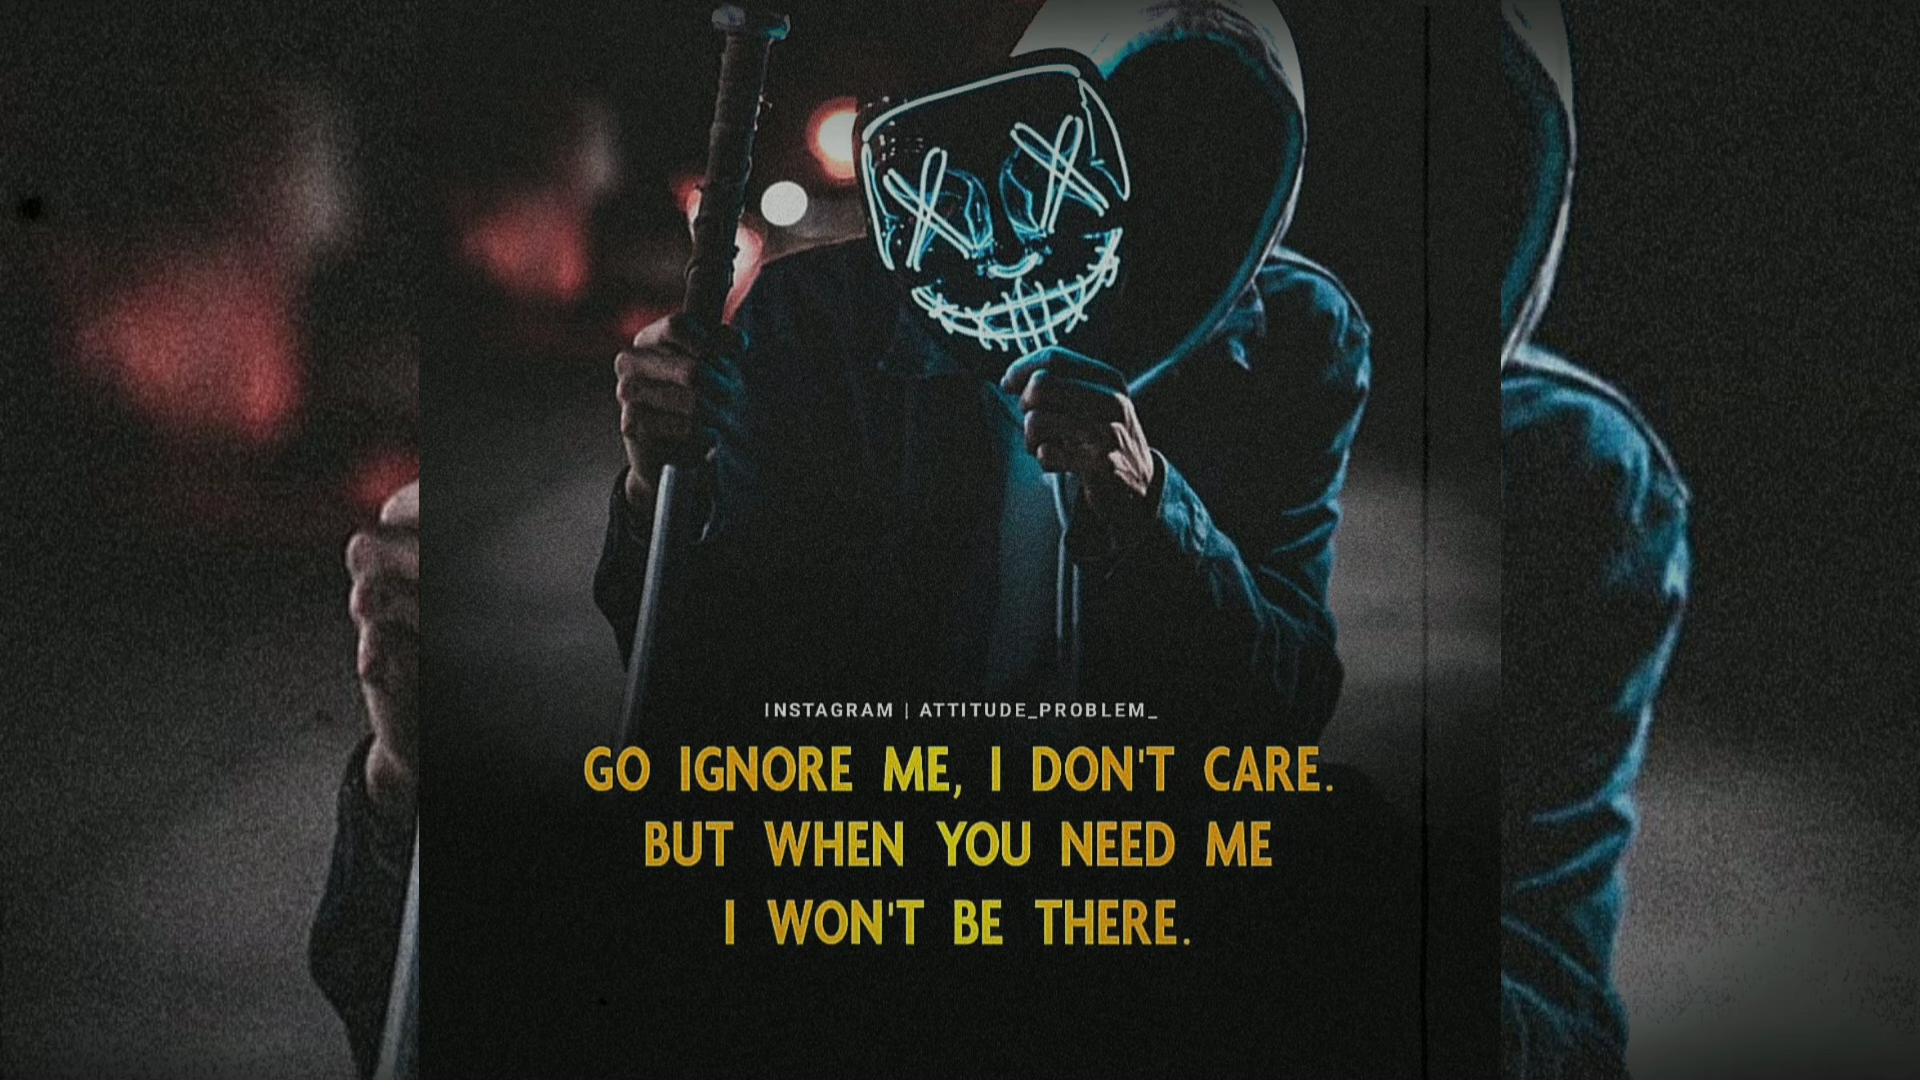 INSTAGRAM | ATTITUDE_PROBLEM_
GO IGNORE ME, I DON'T CARE.
BUT WHEN YOU NEED ME
I WON'T BE THERE.